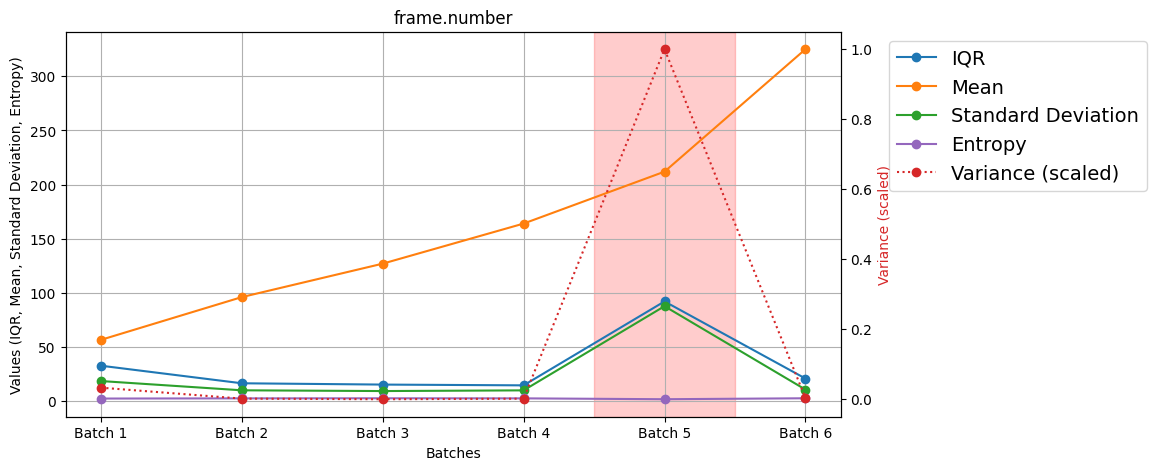 frame.number
Values (IQR, Mean, Standard Deviation, Entropy)
300
250
200
150
100
50
0
Batch 1
Batch 2
Batch 3
Batch 4
Batch 5
Batch 6
Batches
1.0
0.8
0.6
0.4
0.2
0.0
Variance (scaled)
IQR
Mean
Standard Deviation
Entropy
Variance (scaled)